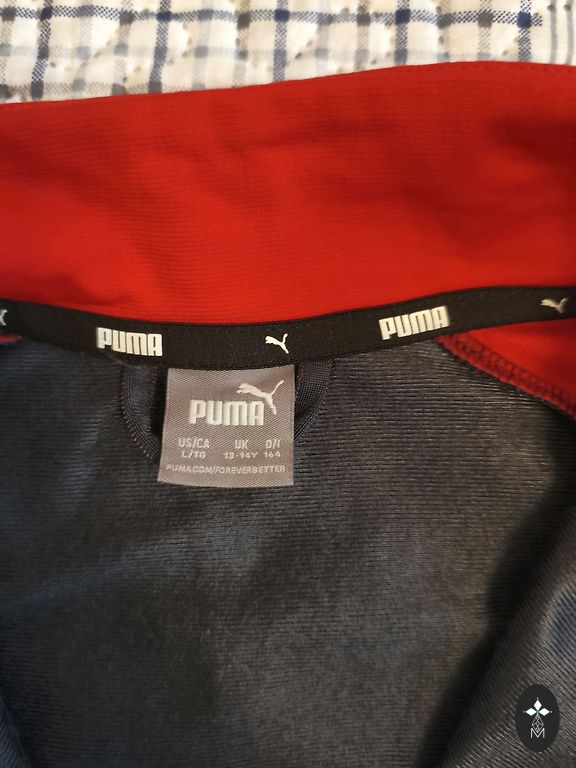 PUMA
PUMA
PUMA
US/CA UK D/I
L/TG 13-14Y 164
PUMA.COM/FOREVERBETTER
M